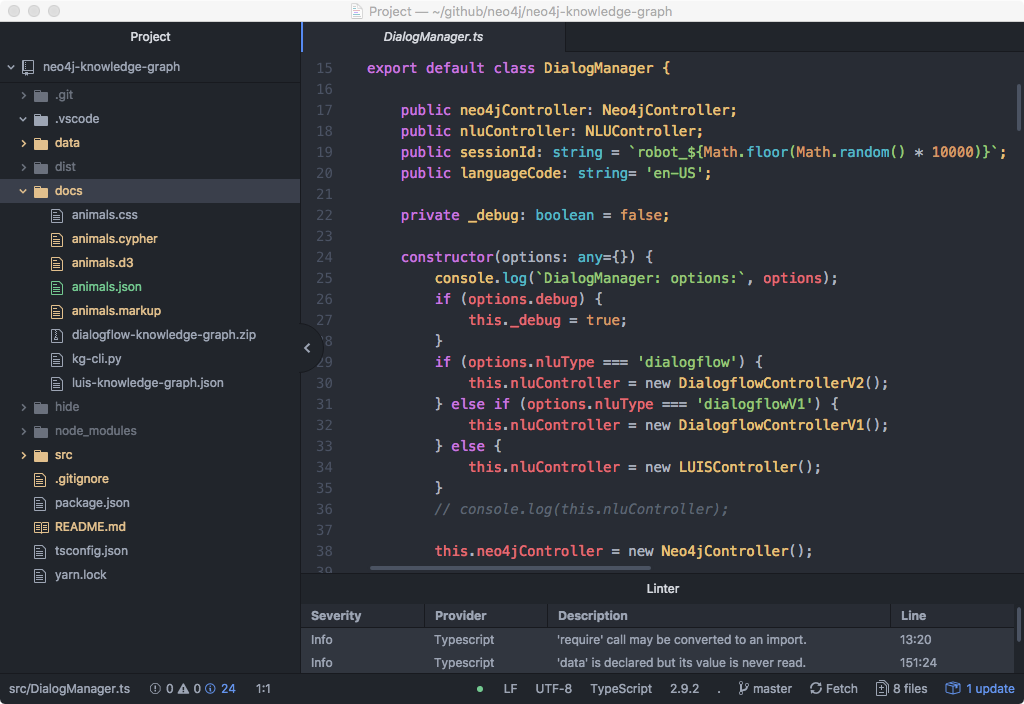 Project — ~/github/neo4j/neo4j-knowledge-graph
Project
neo4j-knowledge-graph
.git
.vscode
data
dist
docs
animals.css
animals.cypher
animals.d3
animals.json
animals.markup
dialogflow-knowledge-graph.zip
kg-cli.py
luis-knowledge-graph.json
hide
node_modules
src
.gitignore
package.json
README.md
tsconfig.json
yarn.lock
DialogManager.ts
15 export default class DialogManager {
16
17 public neo4jController: Neo4jController;
18 public nluController: NLUController;
19 public sessionId: string = `robot_${Math.floor(Math.random() * 10000)}`;
20 public languageCode: string= 'en-US';
21
22 private _debug: boolean = false;
23
24 constructor(options: any={}) {
25 console.log(`DialogManager: options:`, options);
26 if (options.debug) {
27 this._debug = true;
28 }
29 if (options.nluType === 'dialogflow') {
30 this.nluController = new DialogflowControllerV2();
31 } else if (options.nluType === 'dialogflowV1') {
32 this.nluController = new DialogflowControllerV1();
33 } else {
34 this.nluController = new LUISController();
35 }
36 // console.log(this.nluController);
37
38 this.neo4jController = new Neo4jController();
39
Linter
Severity Provider Description Line
Info Typescript 'require' call may be converted to an import. 13:20
Info Typescript 'data' is declared but its value is never read. 151:24
src/DialogManager.ts 0 0 24 1:1 LF UTF-8 TypeScript 2.9.2 . master Fetch 8 files 1 update